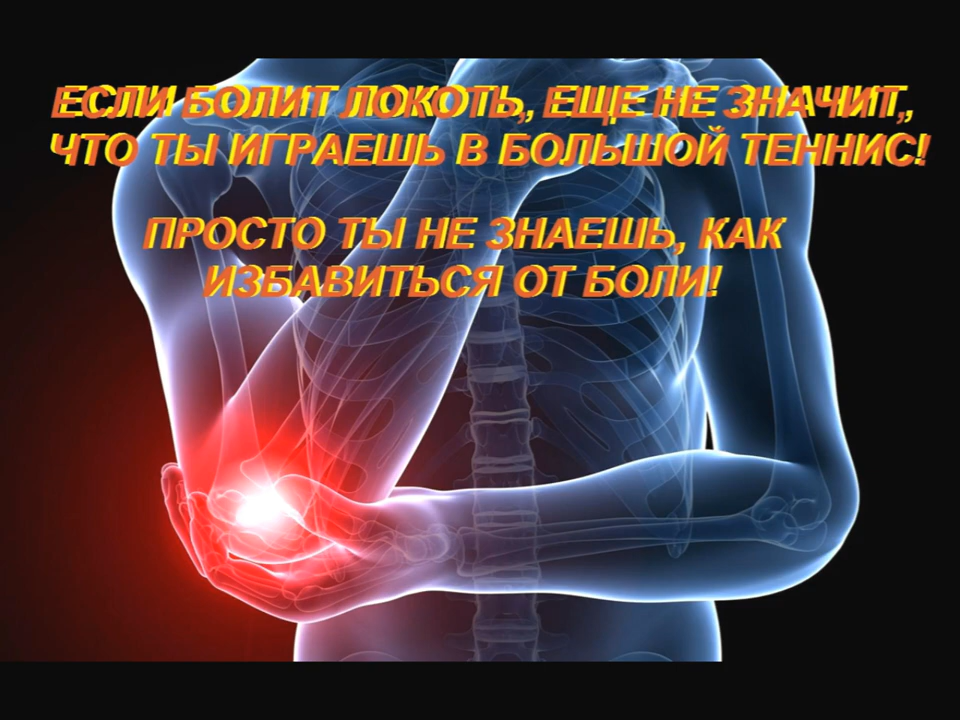 ЕСЛИ БОЛИТ ЛОКОТЬ, ЕЩЕ НЕ ЗНАЧИТ,
ЧТО ТЫ ИГРАЕШЬ В БОЛЬШОЙ ТЕННИС!
ПРОСТО ТЫ НЕ ЗНАЕШЬ, КАК
ИЗБАВИТЬСЯ ОТ БОЛИ!